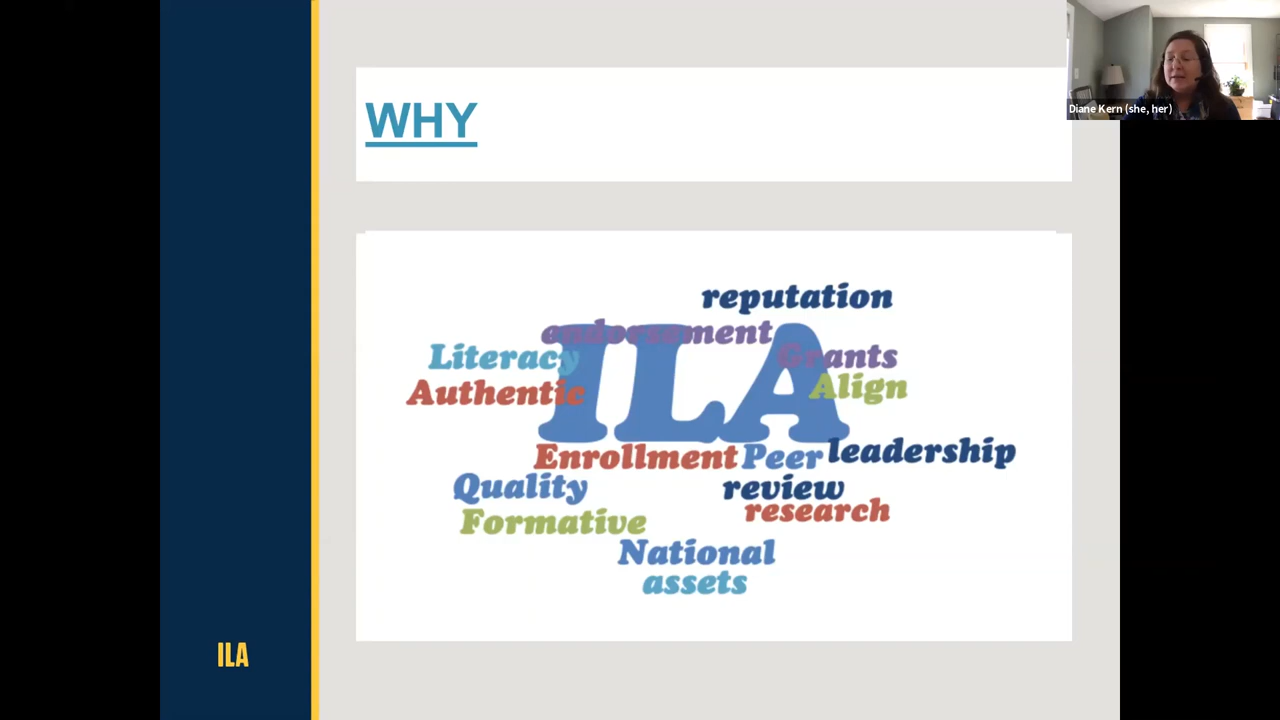 WHY
Diane Kern (she, her)
reputation
endorsement
Literacy
Grants
Authentic
Align
ILA
Enrollment
Peer
leadership
Quality
review
Formative
research
National
assets
ILA